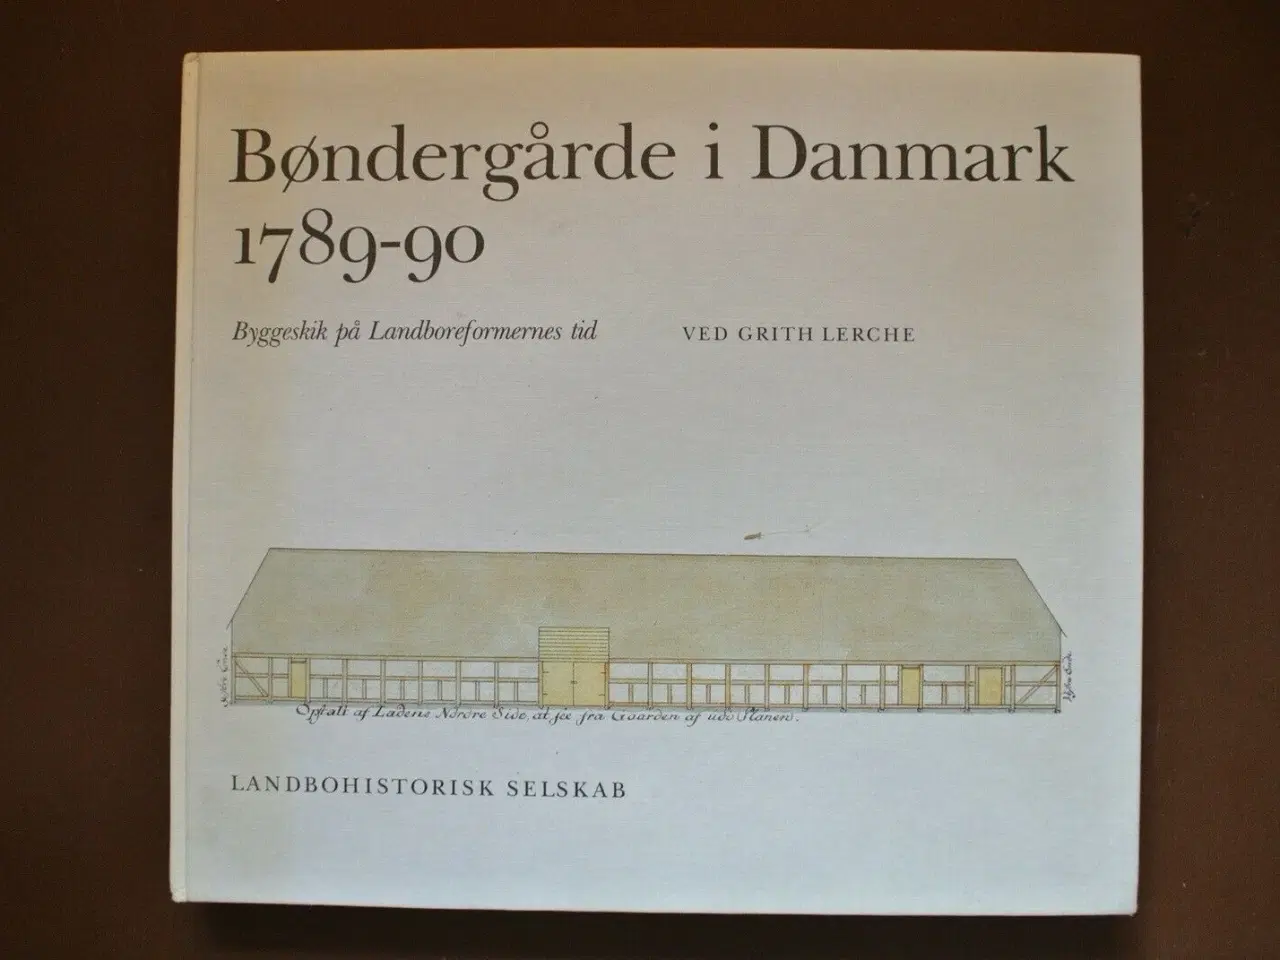 Bøndergårde i Danmark
1789-90
Byggeskik på Landboreformernes tid
VED GRITH LERCHE
Opstalt af Ladens Nørdre Side, at see fra Gaarden af udi Planen.
LANDBOHISTORISK SELSKAB